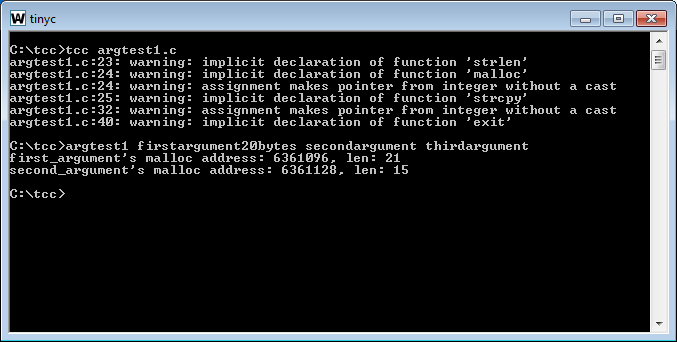 tinyc
C:\tcc>tcc argtest1.c
argtest1.c:23: warning: implicit declaration of function 'strlen'
argtest1.c:24: warning: implicit declaration of function 'malloc'
argtest1.c:24: warning: assignment makes pointer from integer without a cast
argtest1.c:25: warning: implicit declaration of function 'strcpy'
argtest1.c:32: warning: assignment makes pointer from integer without a cast
argtest1.c:40: warning: implicit declaration of function 'exit'
C:\tcc>argtest1 firstargument20bytes secondargument thirdargument
first_argument's malloc address: 6361096, len: 21
second_argument's malloc address: 6361128, len: 15
C:\tcc>